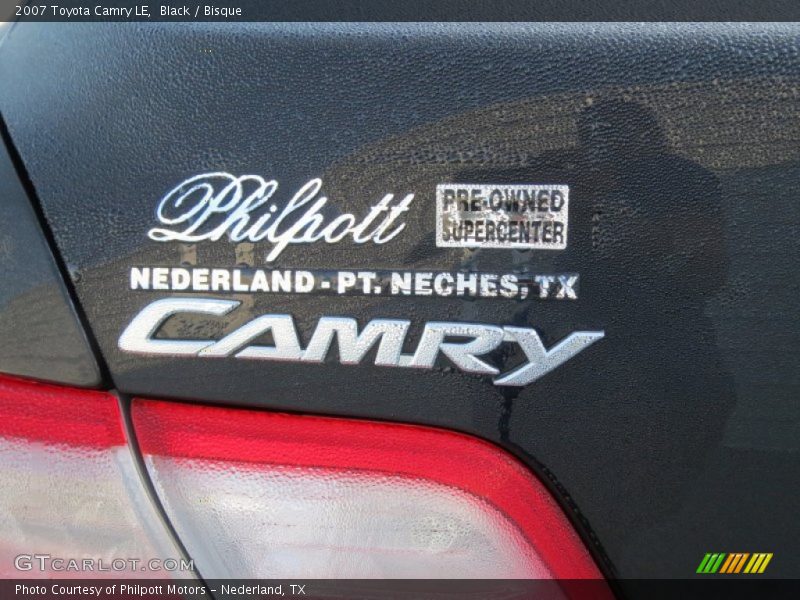 2007 Toyota Camry LE,  Black / Bisque
Philpott
PRE-OWNED
SUPERCENTER
NEDERLAND - PT. NECHES, TX
CAMRY
GTCARLOT.COM
Photo Courtesy of Philpott Motors - Nederland, TX